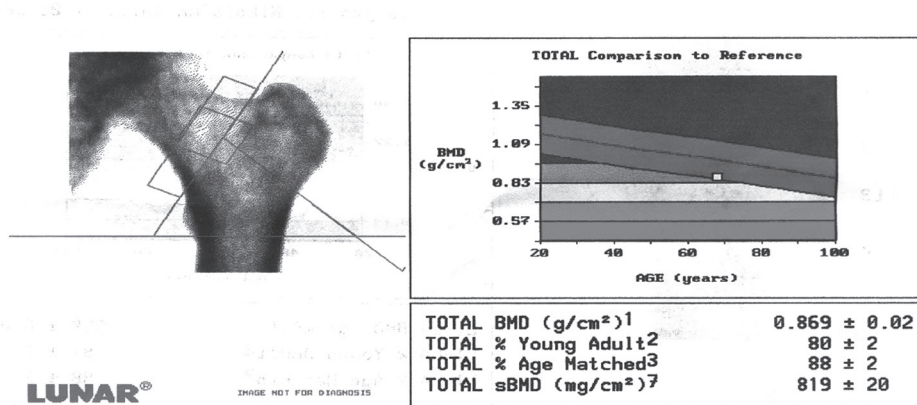 TOTAL Comparison to Reference
BMD
(g/cm²)
1.35
1.09
0.83
0.57
20 40 60 80 100
AGE (years)
TOTAL BMD (g/cm²)1 0.869 ± 0.02
TOTAL % Young Adult2 80 ± 2
TOTAL % Age Matched3 88 ± 2
TOTAL sBMD (mg/cm²)7 819 ± 20
LUNAR®
IMAGE NOT FOR DIAGNOSIS